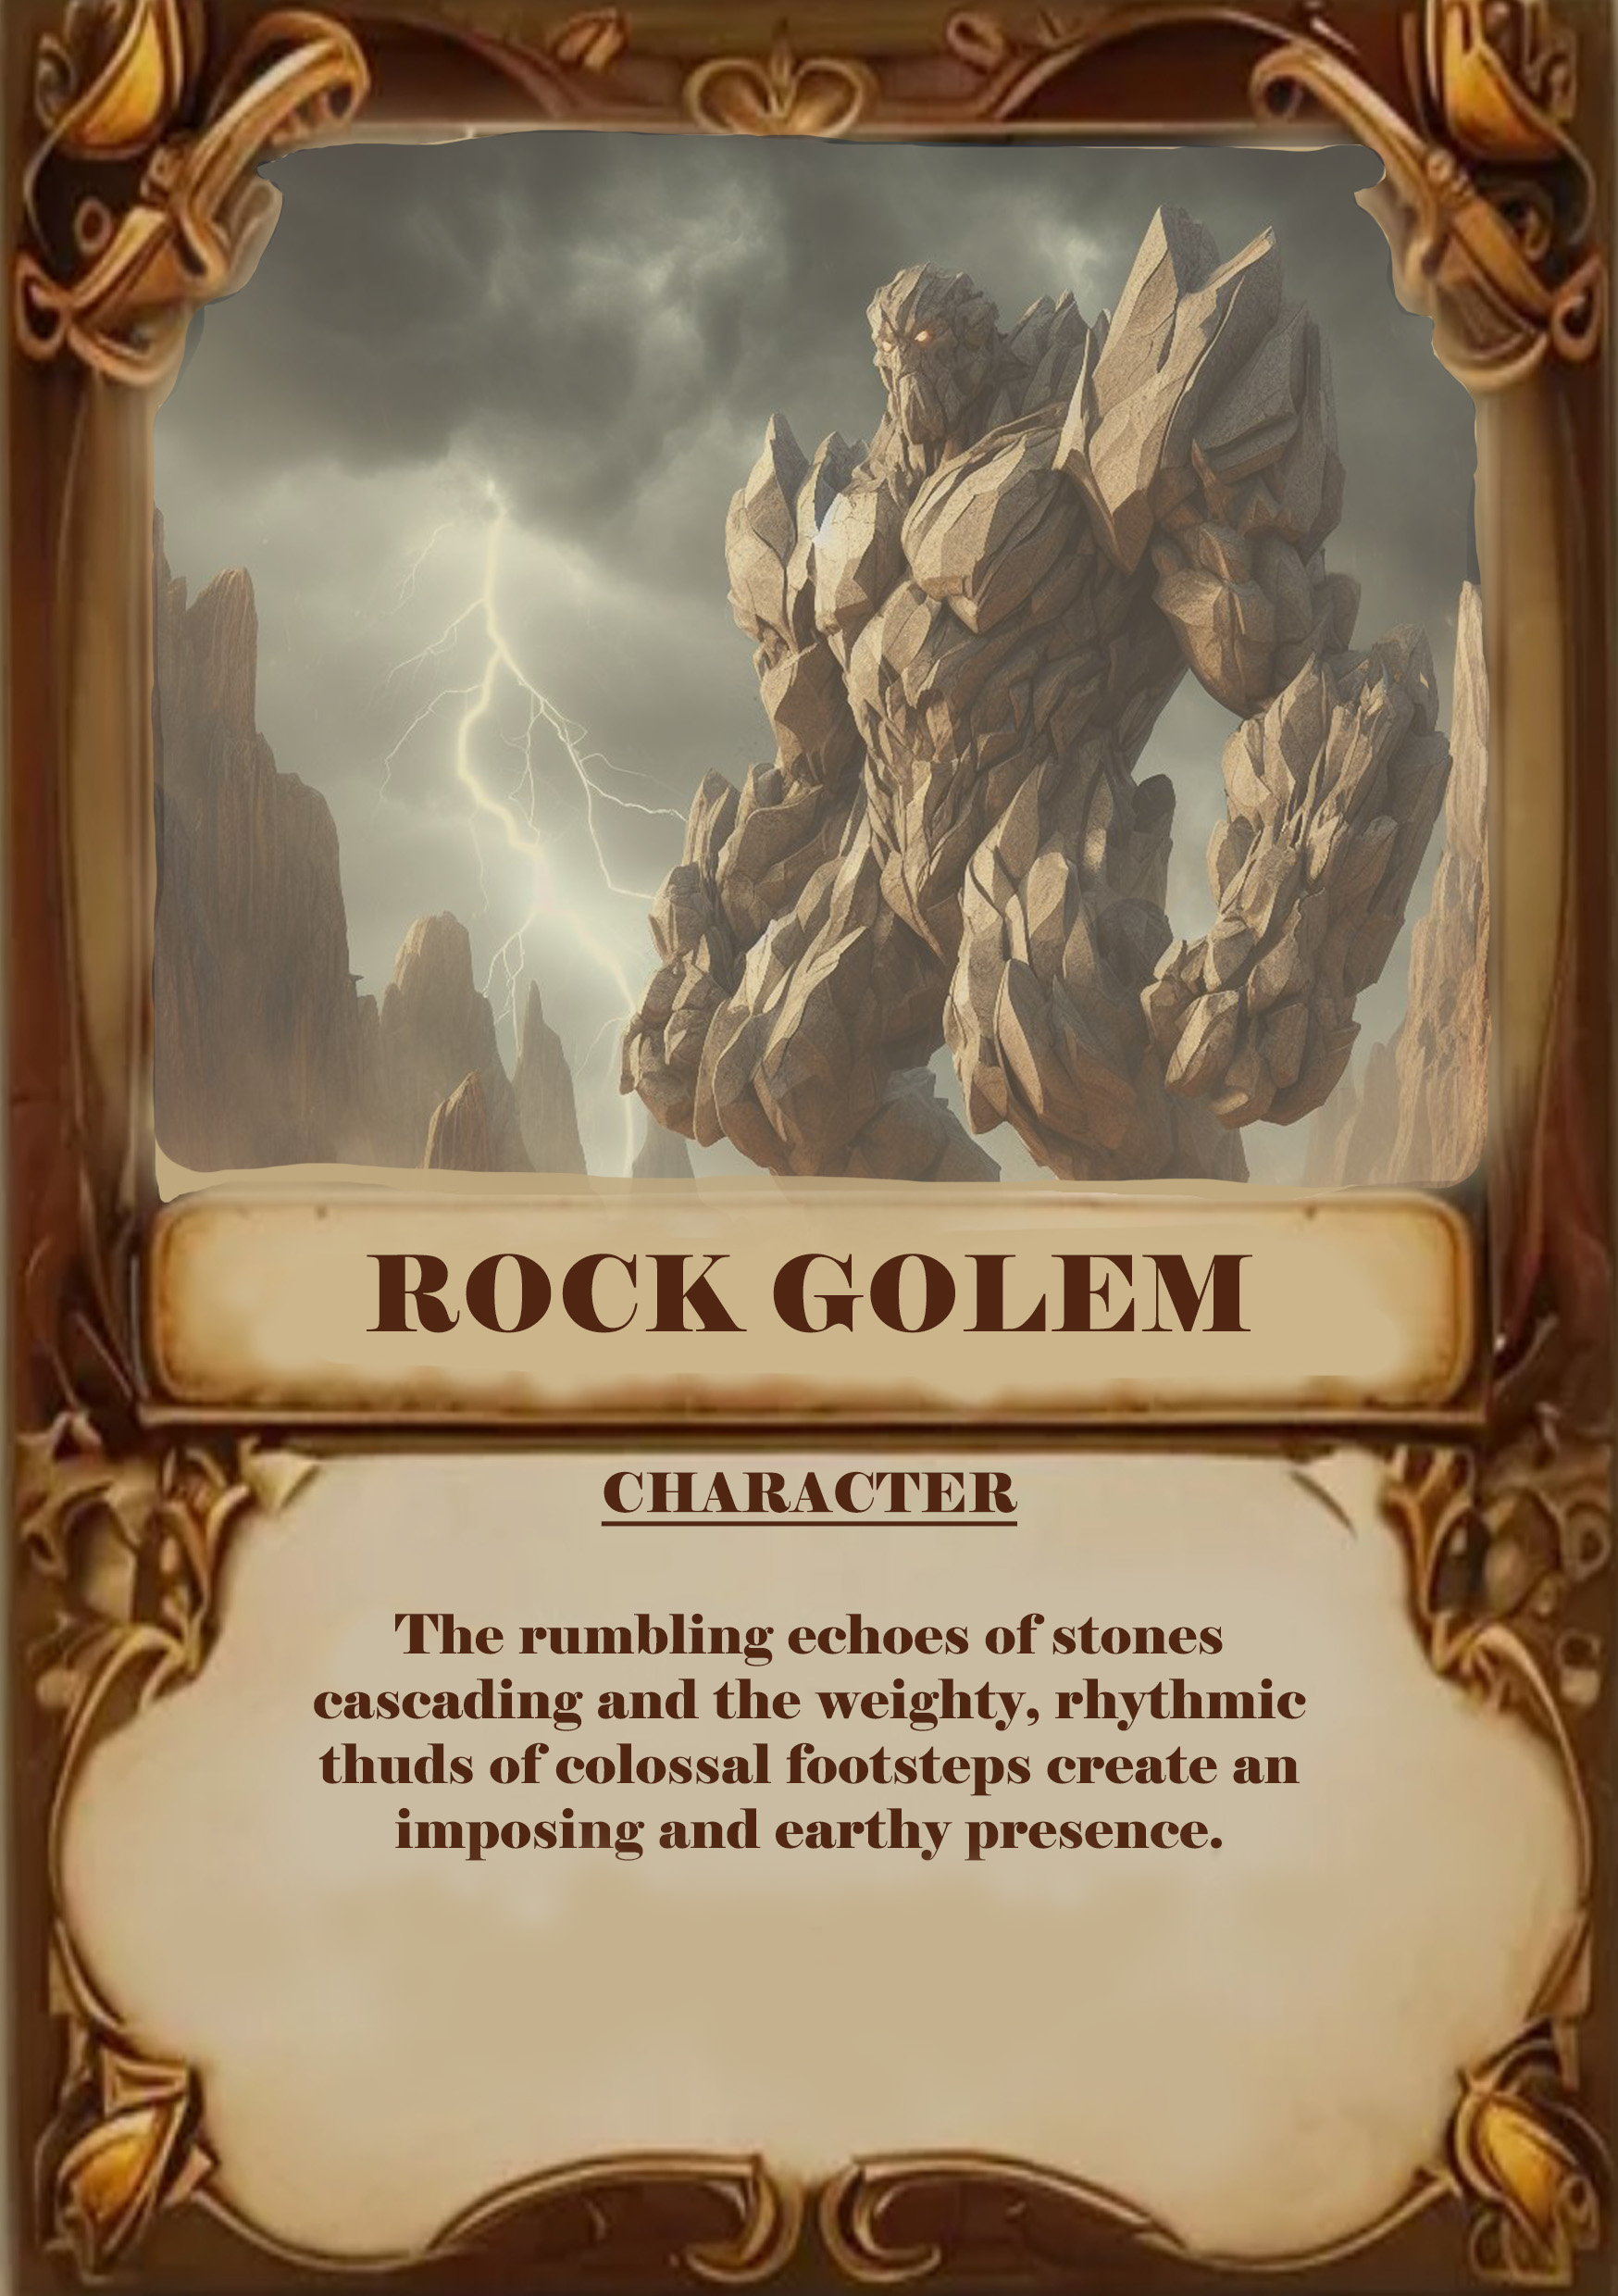 ROCK GOLEM
CHARACTER
The rumbling echoes of stones
cascading and the weighty, rhythmic
thuds of colossal footsteps create an
imposing and earthy presence.